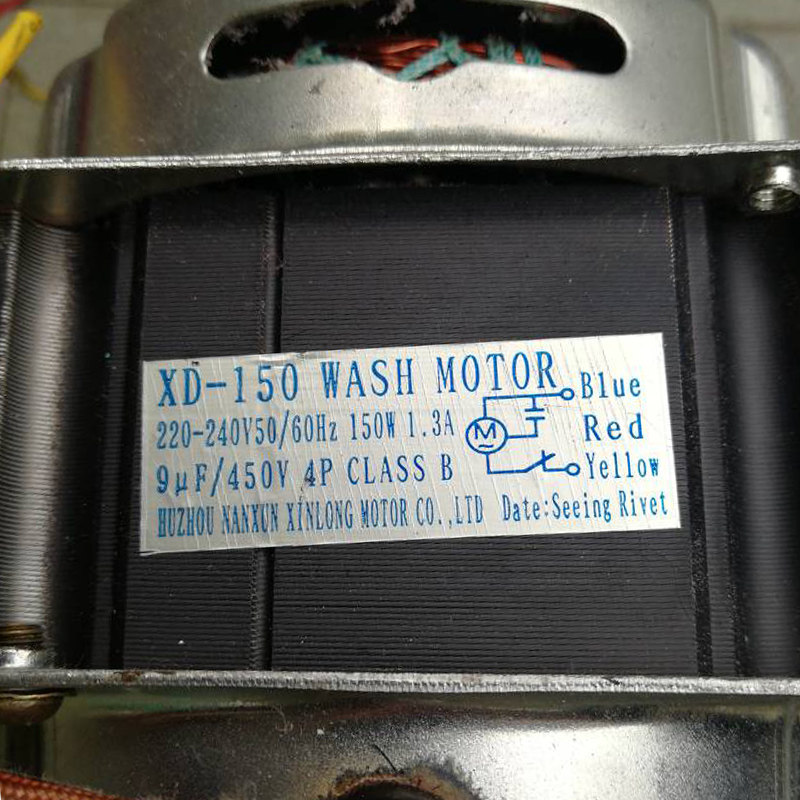 XD-150 WASH MOTOR
220-240V50/60Hz 150W 1.3A
9μF/450V 4P CLASS B
HUZHOU NANXUN XINLONG MOTOR CO.,LTD Date:Seeing Rivet
M
Blue
Red
Yellow